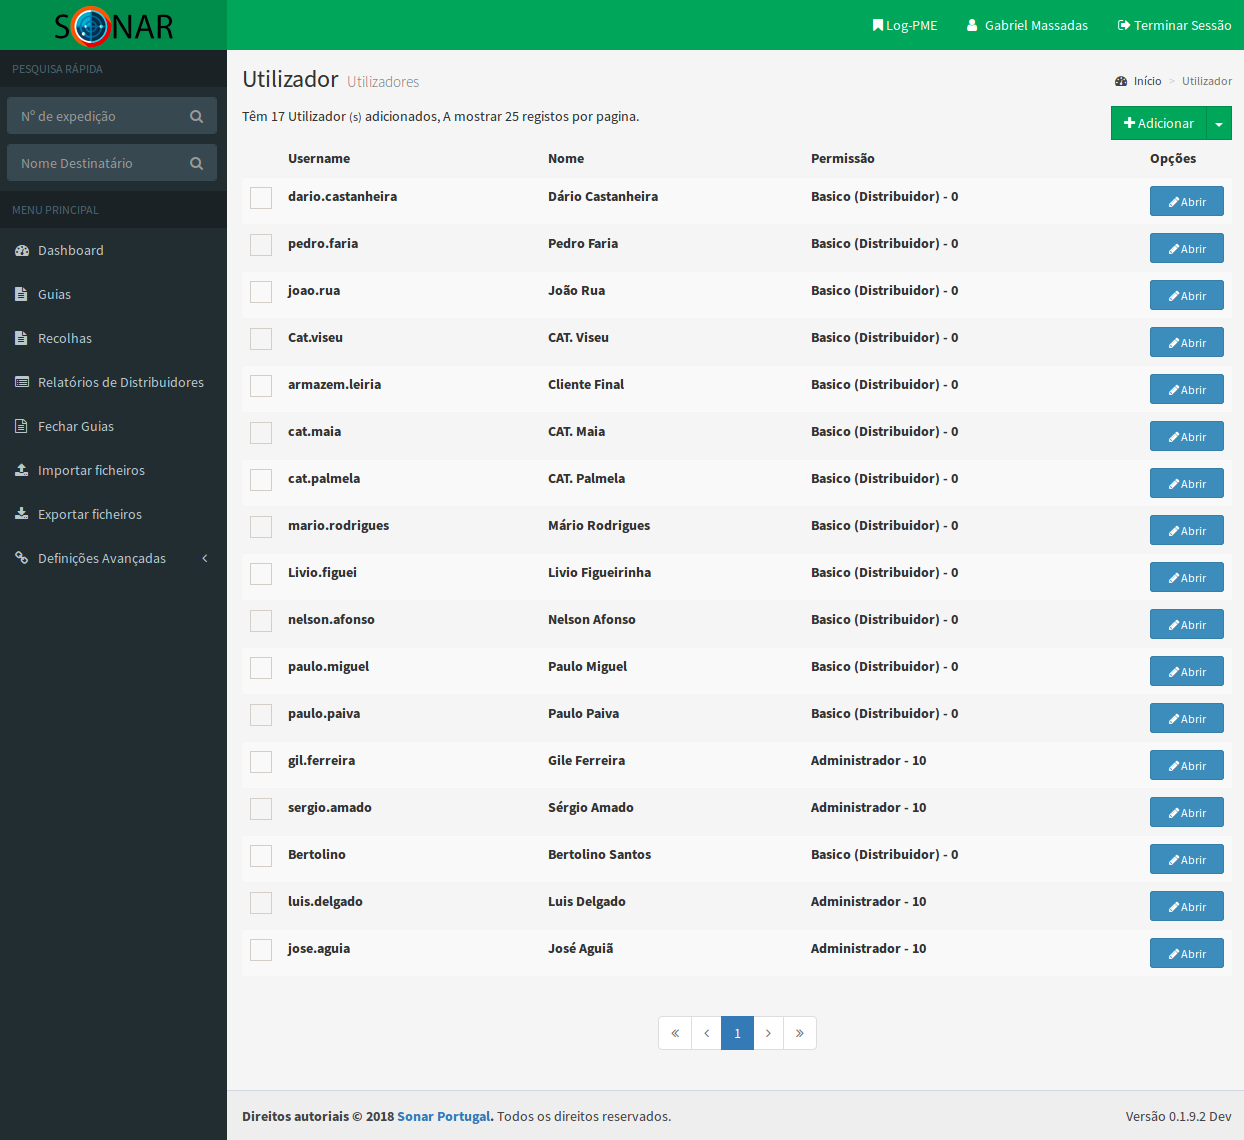 SONAR
Log-PME Gabriel Massadas Terminar Sessão
PESQUISA RÁPIDA
Nº de expedição
Nome Destinatário
MENU PRINCIPAL
Dashboard
Guias
Recolhas
Relatórios de Distribuidores
Fechar Guias
Importar ficheiros
Exportar ficheiros
Definições Avançadas
Utilizador Utilizadores
Início > Utilizador
Têm 17 Utilizador (s) adicionados, A mostrar 25 registos por pagina.
Adicionar
Username Nome Permissão Opções
dario.castanheira Dário Castanheira Basico (Distribuidor) - 0 Abrir
pedro.faria Pedro Faria Basico (Distribuidor) - 0 Abrir
joao.rua João Rua Basico (Distribuidor) - 0 Abrir
Cat.viseu CAT. Viseu Basico (Distribuidor) - 0 Abrir
armazem.leiria Cliente Final Basico (Distribuidor) - 0 Abrir
cat.maia CAT. Maia Basico (Distribuidor) - 0 Abrir
cat.palmela CAT. Palmela Basico (Distribuidor) - 0 Abrir
mario.rodrigues Mário Rodrigues Basico (Distribuidor) - 0 Abrir
Livio.figuei Livio Figueirinha Basico (Distribuidor) - 0 Abrir
nelson.afonso Nelson Afonso Basico (Distribuidor) - 0 Abrir
paulo.miguel Paulo Miguel Basico (Distribuidor) - 0 Abrir
paulo.paiva Paulo Paiva Basico (Distribuidor) - 0 Abrir
gil.ferreira Gile Ferreira Administrador - 10 Abrir
sergio.amado Sérgio Amado Administrador - 10 Abrir
Bertolino Bertolino Santos Basico (Distribuidor) - 0 Abrir
luis.delgado Luis Delgado Administrador - 10 Abrir
jose.aguia José Aguiã Administrador - 10 Abrir
« ‹ 1 › »
Direitos autoriais © 2018 Sonar Portugal. Todos os direitos reservados.
Versão 0.1.9.2 Dev